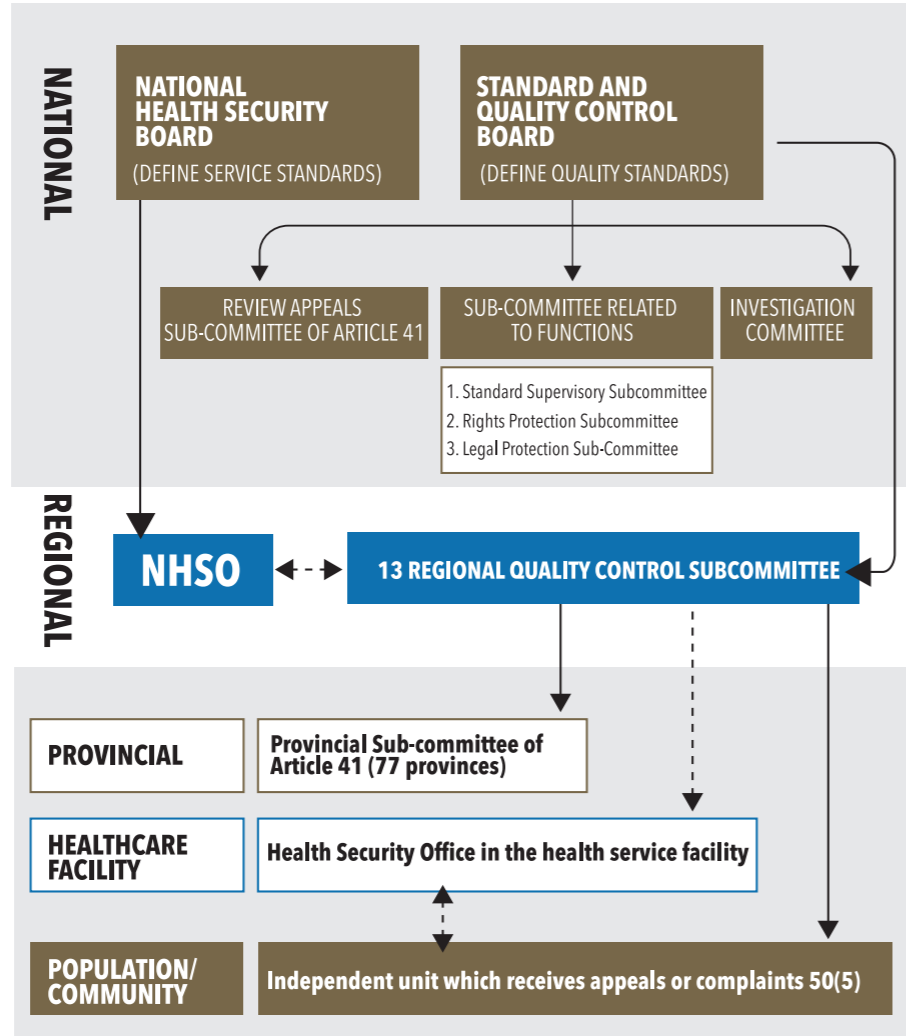 NATIONAL
NATIONAL
HEALTH SECURITY
BOARD
(DEFINE SERVICE STANDARDS)
STANDARD AND
QUALITY CONTROL
BOARD
(DEFINE QUALITY STANDARDS)
REVIEW APPEALS
SUB-COMMITTEE OF ARTICLE 41
SUB-COMMITTEE RELATED
TO FUNCTIONS
INVESTIGATION
COMMITTEE
1. Standard Supervisory Subcommittee
2. Rights Protection Subcommittee
3. Legal Protection Sub-Committee
REGIONAL
NHSO
13 REGIONAL QUALITY CONTROL SUBCOMMITTEE
PROVINCIAL
Provincial Sub-committee of
Article 41 (77 provinces)
HEALTHCARE
FACILITY
Health Security Office in the health service facility
POPULATION/
COMMUNITY
Independent unit which receives appeals or complaints 50(5)